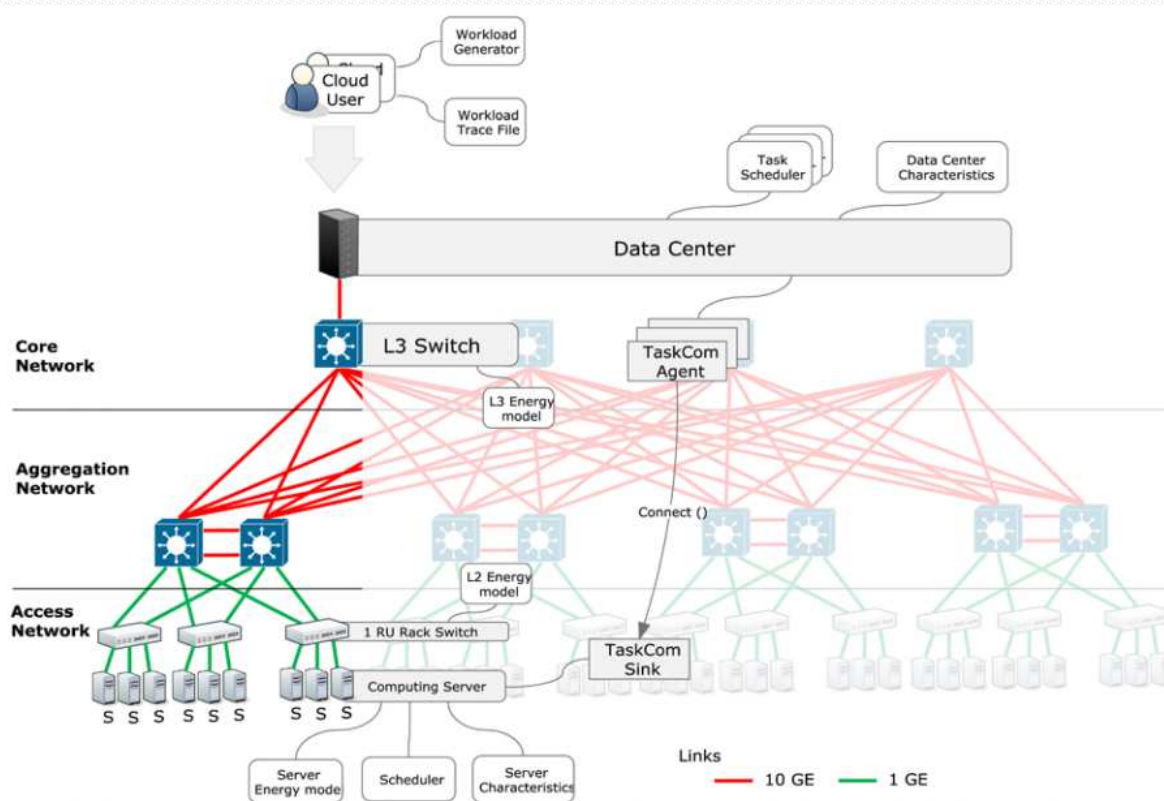 Workload
Generator
Cloud
Cloud
User
Workload
Trace File
Task
Scheduler
Data Center
Characteristics
Data Center
Core
Network
L3 Switch
TaskCom
Agent
L3 Energy
model
Aggregation
Network
Connect ()
L2 Energy
model
Access
Network
1 RU Rack Switch
TaskCom
Sink
Computing Server
S S S S S S S S S
Server
Energy mode
Scheduler
Server
Characteristics
Links
10 GE
1 GE